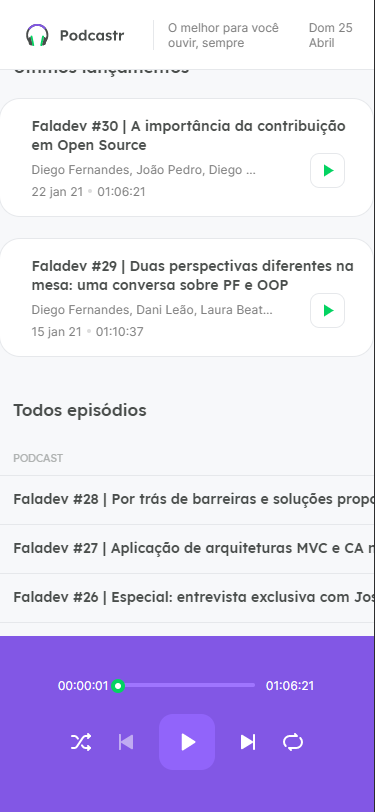 Podcastr
O melhor para você
ouvir, sempre
Dom 25
Abril
Últimos lançamentos
Faladev #30 | A importância da contribuição
em Open Source
Diego Fernandes, João Pedro, Diego ...
22 jan 21 • 01:06:21
Faladev #29 | Duas perspectivas diferentes na
mesa: uma conversa sobre PF e OOP
Diego Fernandes, Dani Leão, Laura Beat...
15 jan 21 • 01:10:37
Todos episódios
PODCAST
Faladev #28 | Por trás de barreiras e soluções
Faladev #27 | Aplicação de arquiteturas MVC e CA
Faladev #26 | Especial: entrevista exclusiva com
00:00:01
01:06:21